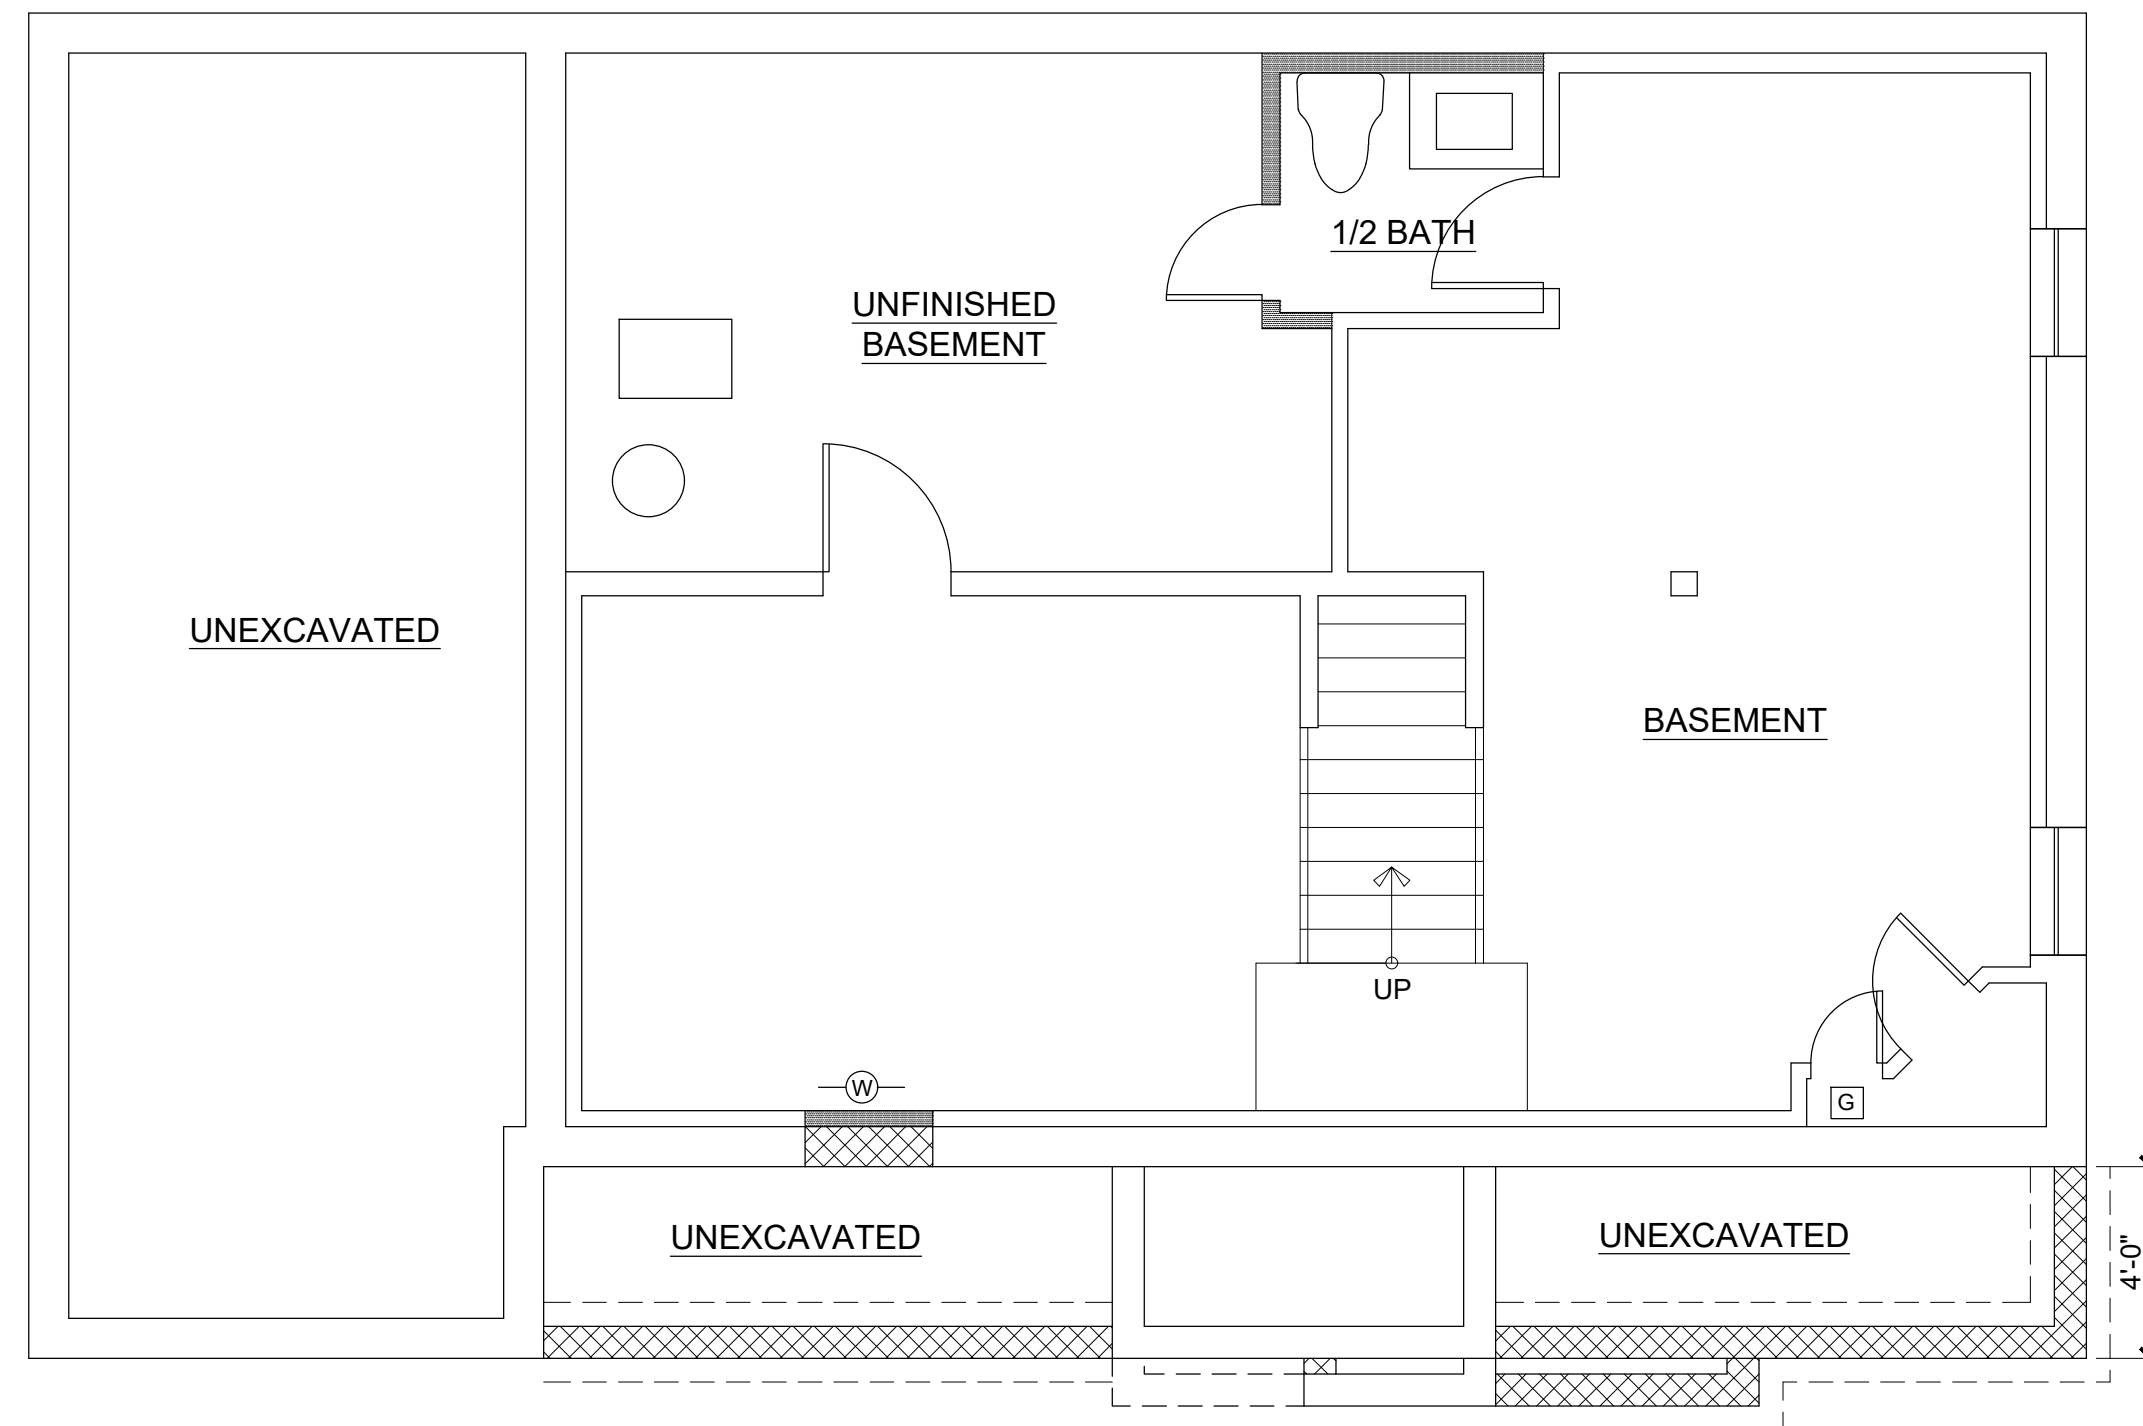 1/2 BATH
UNFINISHED
BASEMENT
UNEXCAVATED
BASEMENT
UP
W
G
UNEXCAVATED
UNEXCAVATED
4'-0"